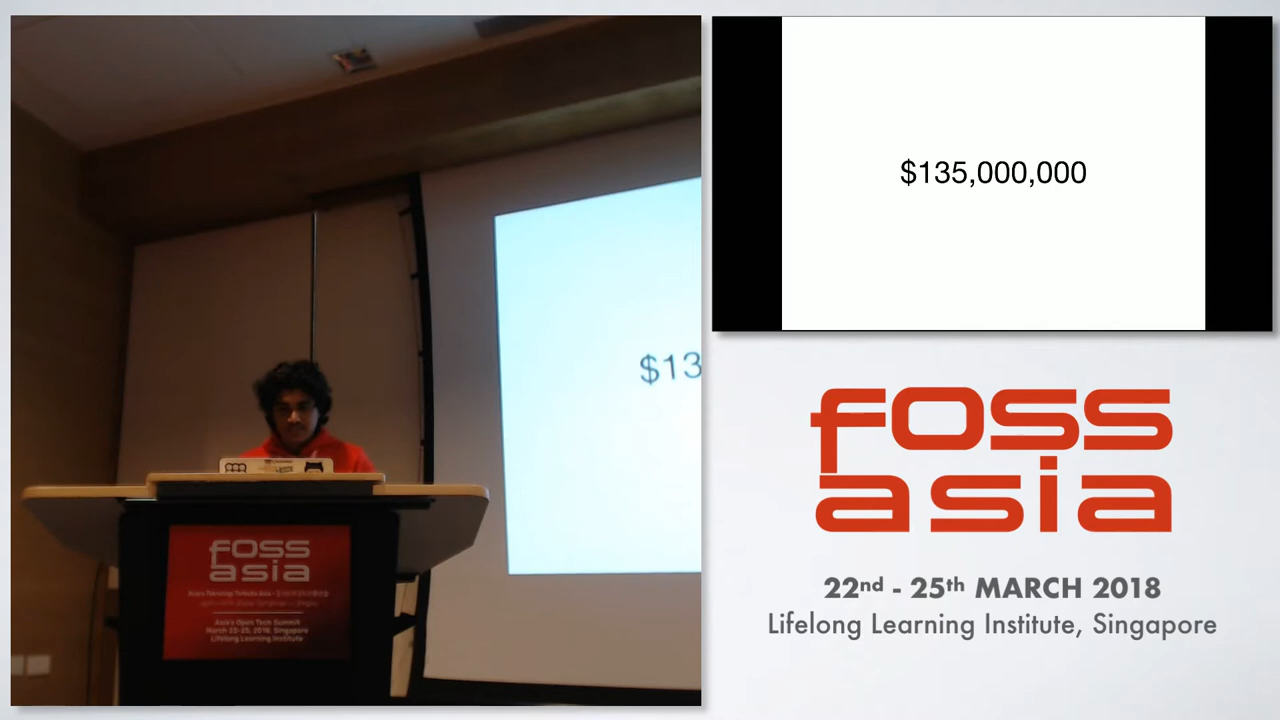 $135,000,000
$13
foss
asia
22nd - 25th MARCH 2018
Lifelong Learning Institute, Singapore
foss
asia
Asia's Open Tech Summit
March 22-25, 2018, Singapore
Lifelong Learning Institute